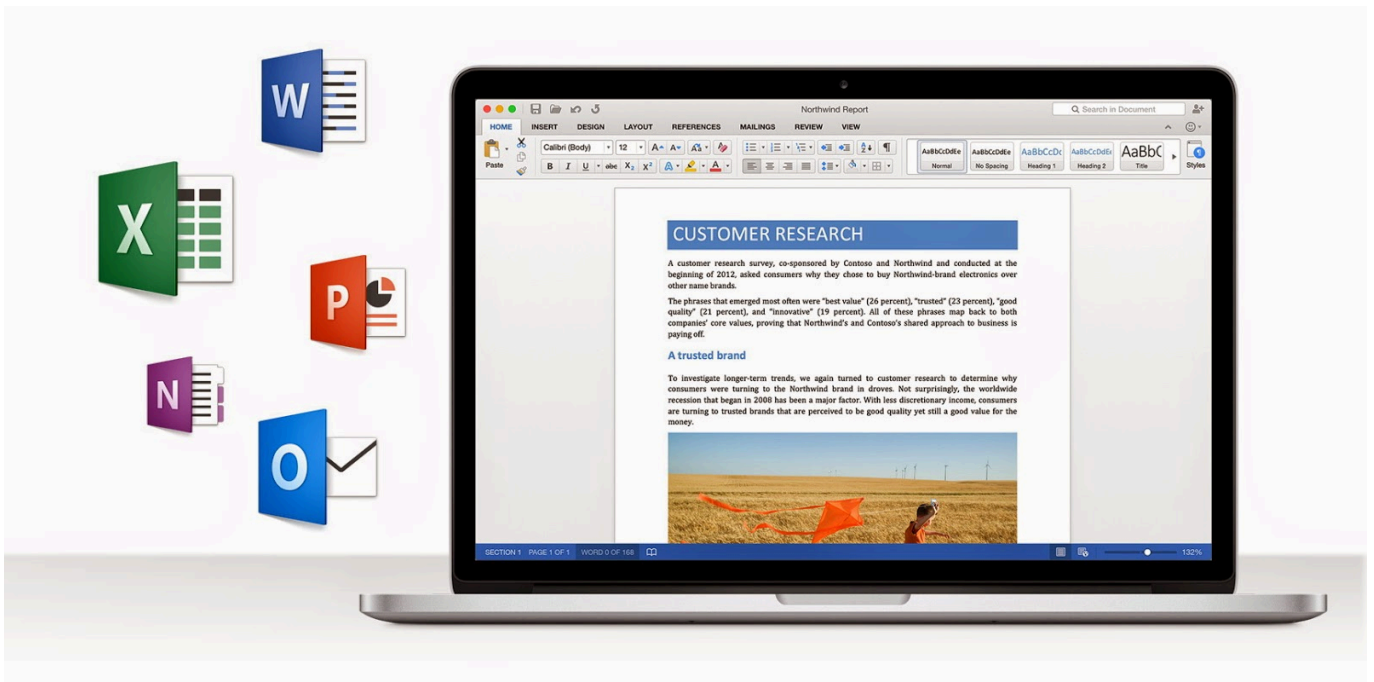 W
X
P
N
O
Northwind Report
Search in Document
HOME INSERT DESIGN LAYOUT REFERENCES MAILINGS REVIEW VIEW
Paste
Calibri (Body) 12 A A Aa
B I U abc X2 X² A A
AaBbCcDdEe AaBbCcDdEe AaBbCcDc AaBbCcDdEe AaBbC
Normal No Spacing Heading 1 Heading 2 Title Styles
CUSTOMER RESEARCH
A customer research survey, co-sponsored by Contoso and Northwind and conducted at the
beginning of 2012, asked consumers why they chose to buy Northwind-brand electronics over
other name brands.
The phrases that emerged most often were "best value" (26 percent), "trusted" (23 percent), "good
quality" (21 percent), and "innovative" (19 percent). All of these phrases map back to both
companies' core values, proving that Northwind's and Contoso's shared approach to business is
paying off.
A trusted brand
To investigate longer-term trends, we again turned to customer research to determine why
consumers were turning to the Northwind brand in droves. Not surprisingly, the worldwide
recession that began in 2008 has been a major factor. With less discretionary income, consumers
are turning to trusted brands that are perceived to be good quality yet still a good value for the
money.
SECTION 1 PAGE 1 OF 1 WORD 0 OF 168
132%